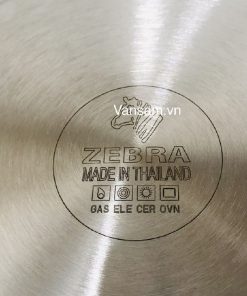 Vansam.vn
ZEBRA
MADE IN THAILAND
GAS ELE CER OVN